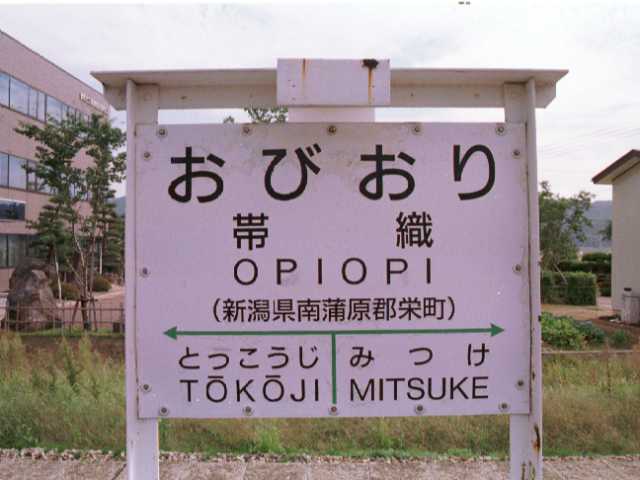 おびおり
帯織
OPIOPI
(新潟県南蒲原郡栄町)
とっこうじ みつけ
TŌKŌJI MITSUKE